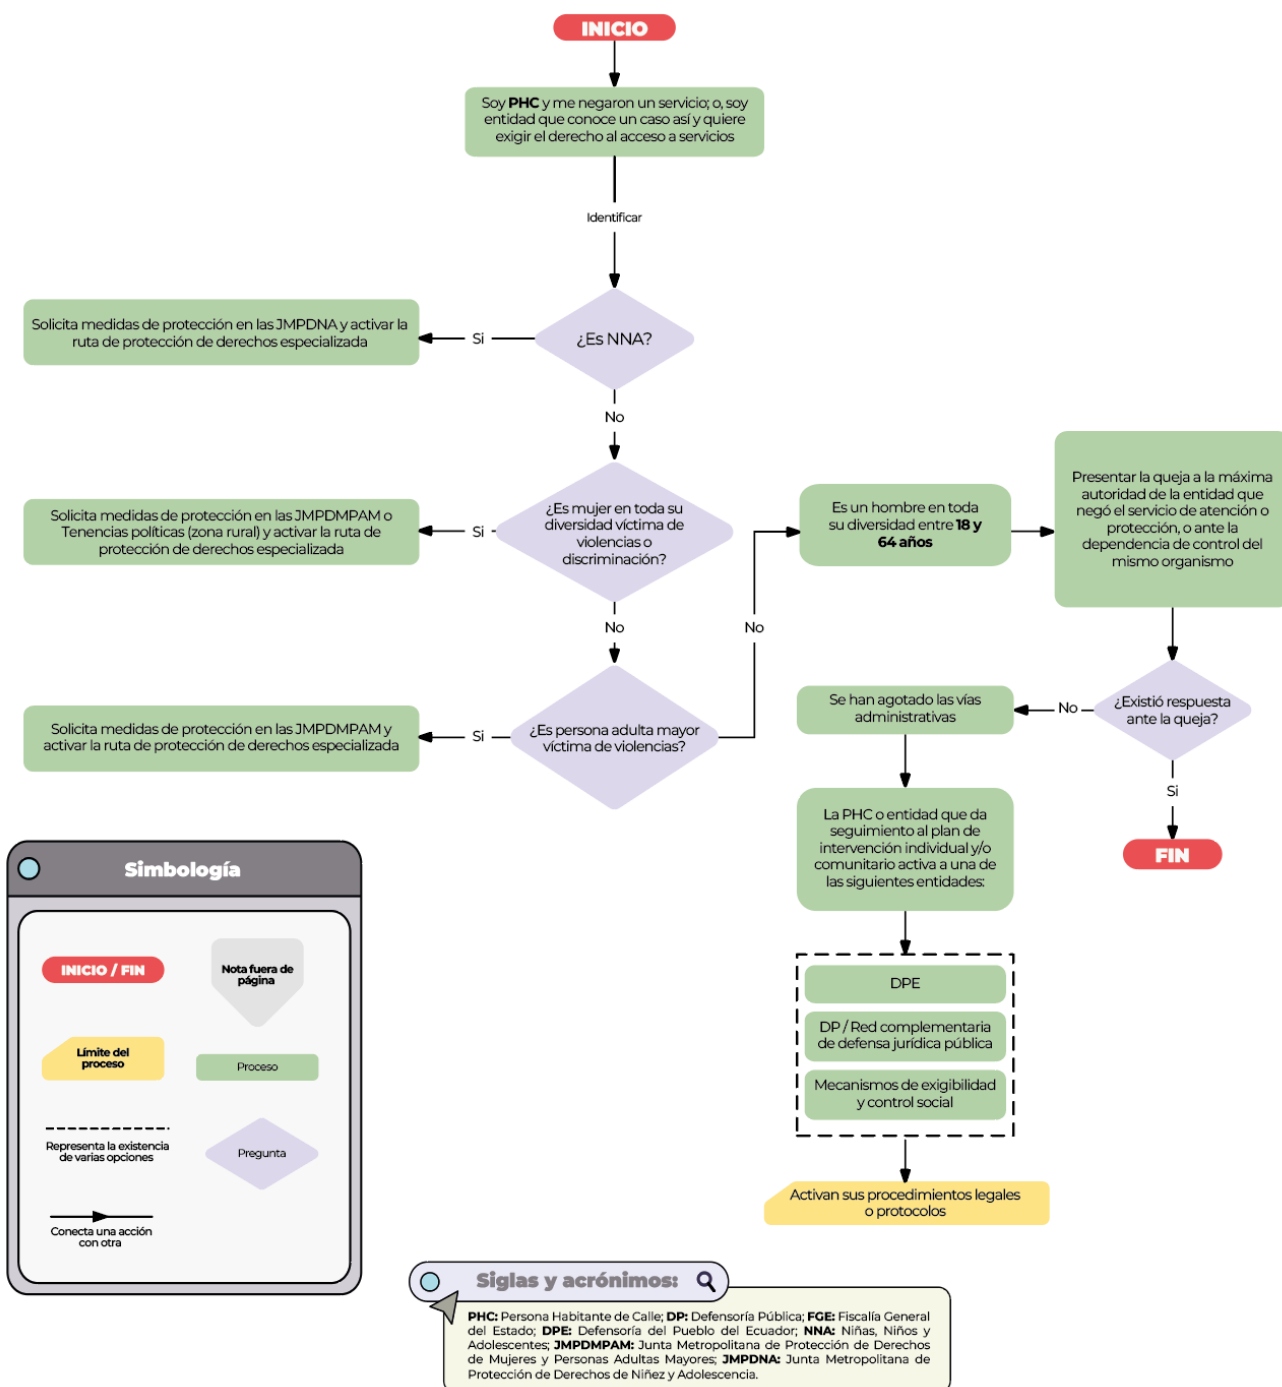 INICIO
Soy PHC y me negaron un servicio; o, soy
entidad que conoce un caso así y quiere
exigir el derecho al acceso a servicios
Identificar
¿Es NNA?
Si
Solicita medidas de protección en las JMPDNA y activar la
ruta de protección de derechos especializada
No
¿Es mujer en toda su
diversidad víctima de
violencias o
discriminación?
Si
Solicita medidas de protección en las JMPDMPAM o
Tenencias políticas (zona rural) y activar la ruta de
protección de derechos especializada
No
¿Es persona adulta mayor
víctima de violencias?
Si
Solicita medidas de protección en las JMPDMPAM y
activar la ruta de protección de derechos especializada
No
Es un hombre en toda
su diversidad entre 18 y
64 años
Presentar la queja a la máxima
autoridad de la entidad que
negó el servicio de atención o
protección, o ante la
dependencia de control del
mismo organismo
¿Existió respuesta
ante la queja?
Si
FIN
No
Se han agotado las vías
administrativas
La PHC o entidad que da
seguimiento al plan de
intervención individual y/o
comunitario activa a una de
las siguientes entidades:
DPE
DP / Red complementaria
de defensa jurídica pública
Mecanismos de exigibilidad
y control social
Activan sus procedimientos legales
o protocolos
Simbología
INICIO / FIN
Nota fuera de
página
Límite del
proceso
Proceso
Representa la existencia
de varias opciones
Pregunta
Conecta una acción
con otra
Siglas y acrónimos:
PHC: Persona Habitante de Calle; DP: Defensoría Pública; FGE: Fiscalía General
del Estado; DPE: Defensoría del Pueblo del Ecuador; NNA: Niñas, Niños y
Adolescentes; JMPDMPAM: Junta Metropolitana de Protección de Derechos
de Mujeres y Personas Adultas Mayores; JMPDNA: Junta Metropolitana de
Protección de Derechos de Niñez y Adolescencia.